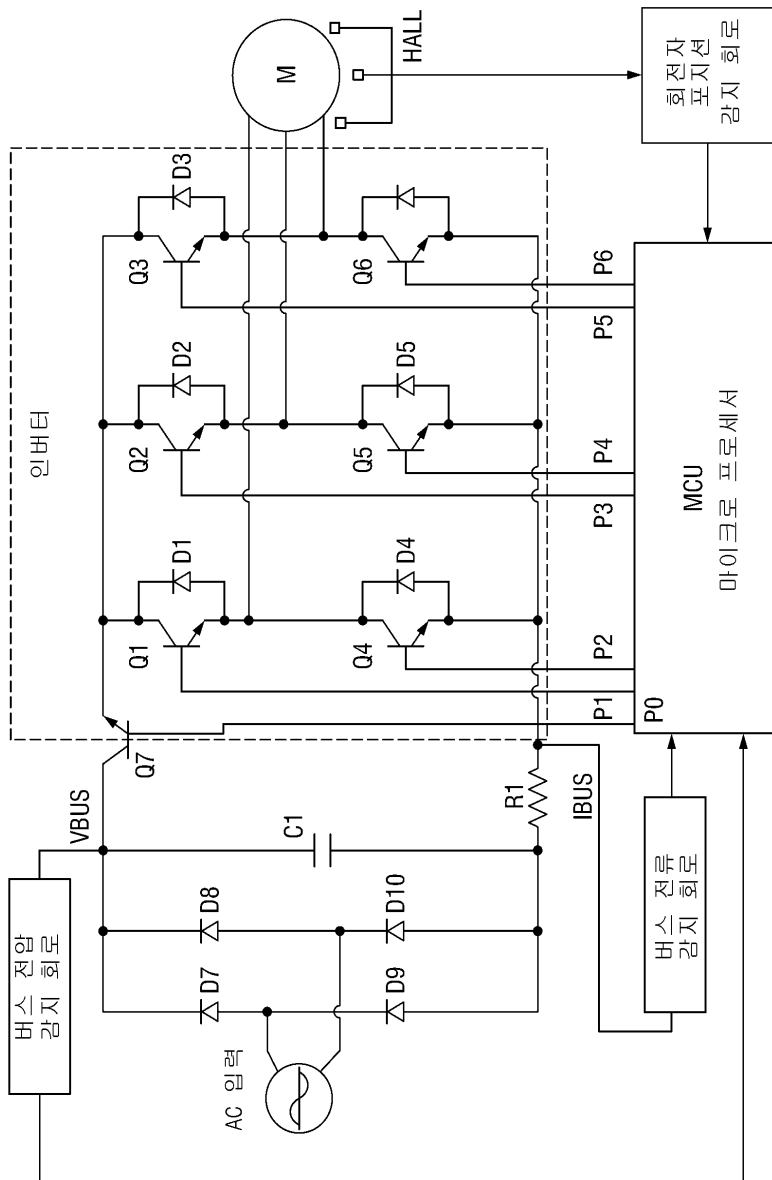 버스 전압
감지 회로
AC 입력
D7
D8
D9
D10
VBUS
C1
R1
IBUS
버스 전류
감지 회로
인버터
Q7
Q1
D1
Q2
D2
Q3
D3
Q4
D4
Q5
D5
Q6
M
HALL
회전자
포지션
감지 회로
P0
P1
P2
P3
P4
P5
P6
MCU
마이크로 프로세서